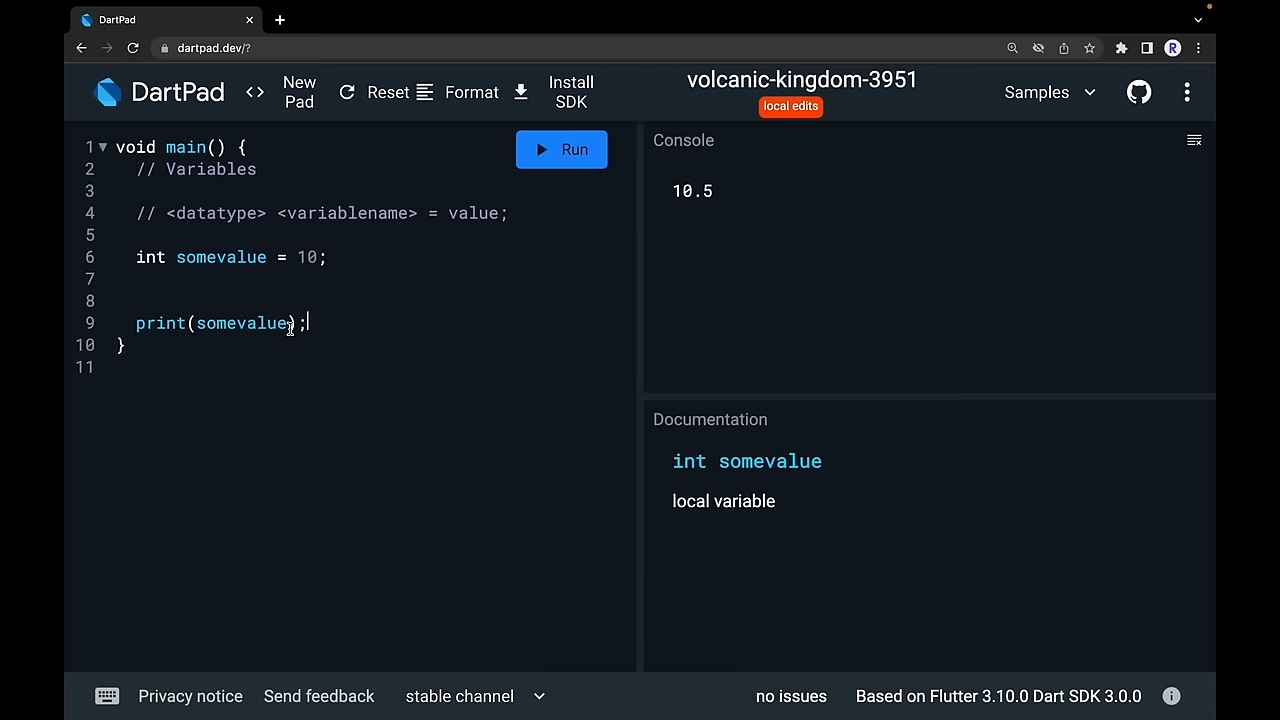 DartPad
dartpad.dev/?
R
DartPad
New Pad
Reset
Format
Install SDK
volcanic-kingdom-3951
local edits
Samples
1 void main() {
2 // Variables
3
4 // <datatype> <variablename> = value;
5
6 int somevalue = 10;
7
8
9 print(somevalue);
10 }
11
Run
Console
10.5
Documentation
int somevalue
local variable
Privacy notice
Send feedback
stable channel
no issues
Based on Flutter 3.10.0 Dart SDK 3.0.0